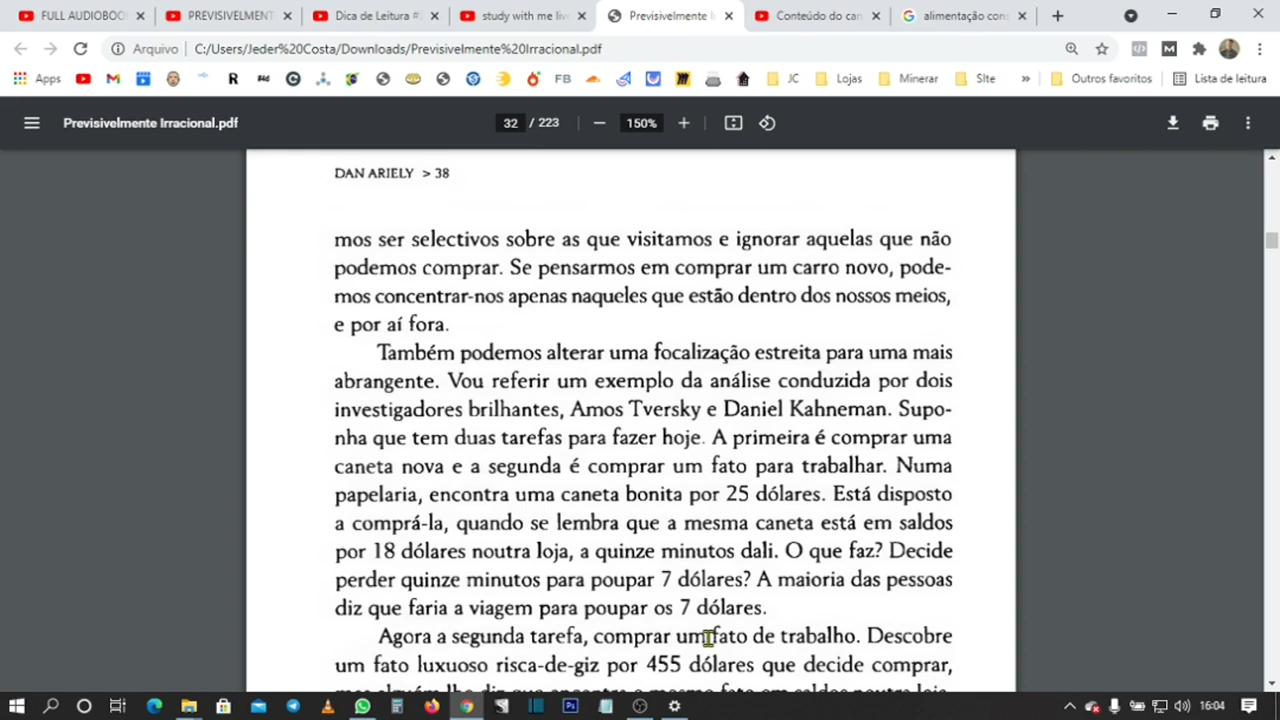 FULL AUDIOBOO
PREVISIVELMENT
Dica de Leitura #
study with me live
Previsivelmente I
Conteúdo do can
alimentação cons
Arquivo
C:/Users/Jeder%20Costa/Downloads/Previsivelmente%20Irracional.pdf
Apps
FB
JC
Lojas
Minerar
SIte
»
Outros favoritos
Lista de leitura
Previsivelmente Irracional.pdf
32 / 223
150%
DAN ARIELY > 38
mos ser selectivos sobre as que visitamos e ignorar aquelas que não
podemos comprar. Se pensarmos em comprar um carro novo, pode-
mos concentrar-nos apenas naqueles que estão dentro dos nossos meios,
e por aí fora.
Também podemos alterar uma focalização estreita para uma mais
abrangente. Vou referir um exemplo da análise conduzida por dois
investigadores brilhantes, Amos Tversky e Daniel Kahneman. Supo-
nha que tem duas tarefas para fazer hoje. A primeira é comprar uma
caneta nova e a segunda é comprar um fato para trabalhar. Numa
papelaria, encontra uma caneta bonita por 25 dólares. Está disposto
a comprá-la, quando se lembra que a mesma caneta está em saldos
por 18 dólares noutra loja, a quinze minutos dali. O que faz? Decide
perder quinze minutos para poupar 7 dólares? A maioria das pessoas
diz que faria a viagem para poupar os 7 dólares.
Agora a segunda tarefa, comprar um fato de trabalho. Descobre
um fato luxuoso risca-de-giz por 455 dólares que decide comprar,
16:04